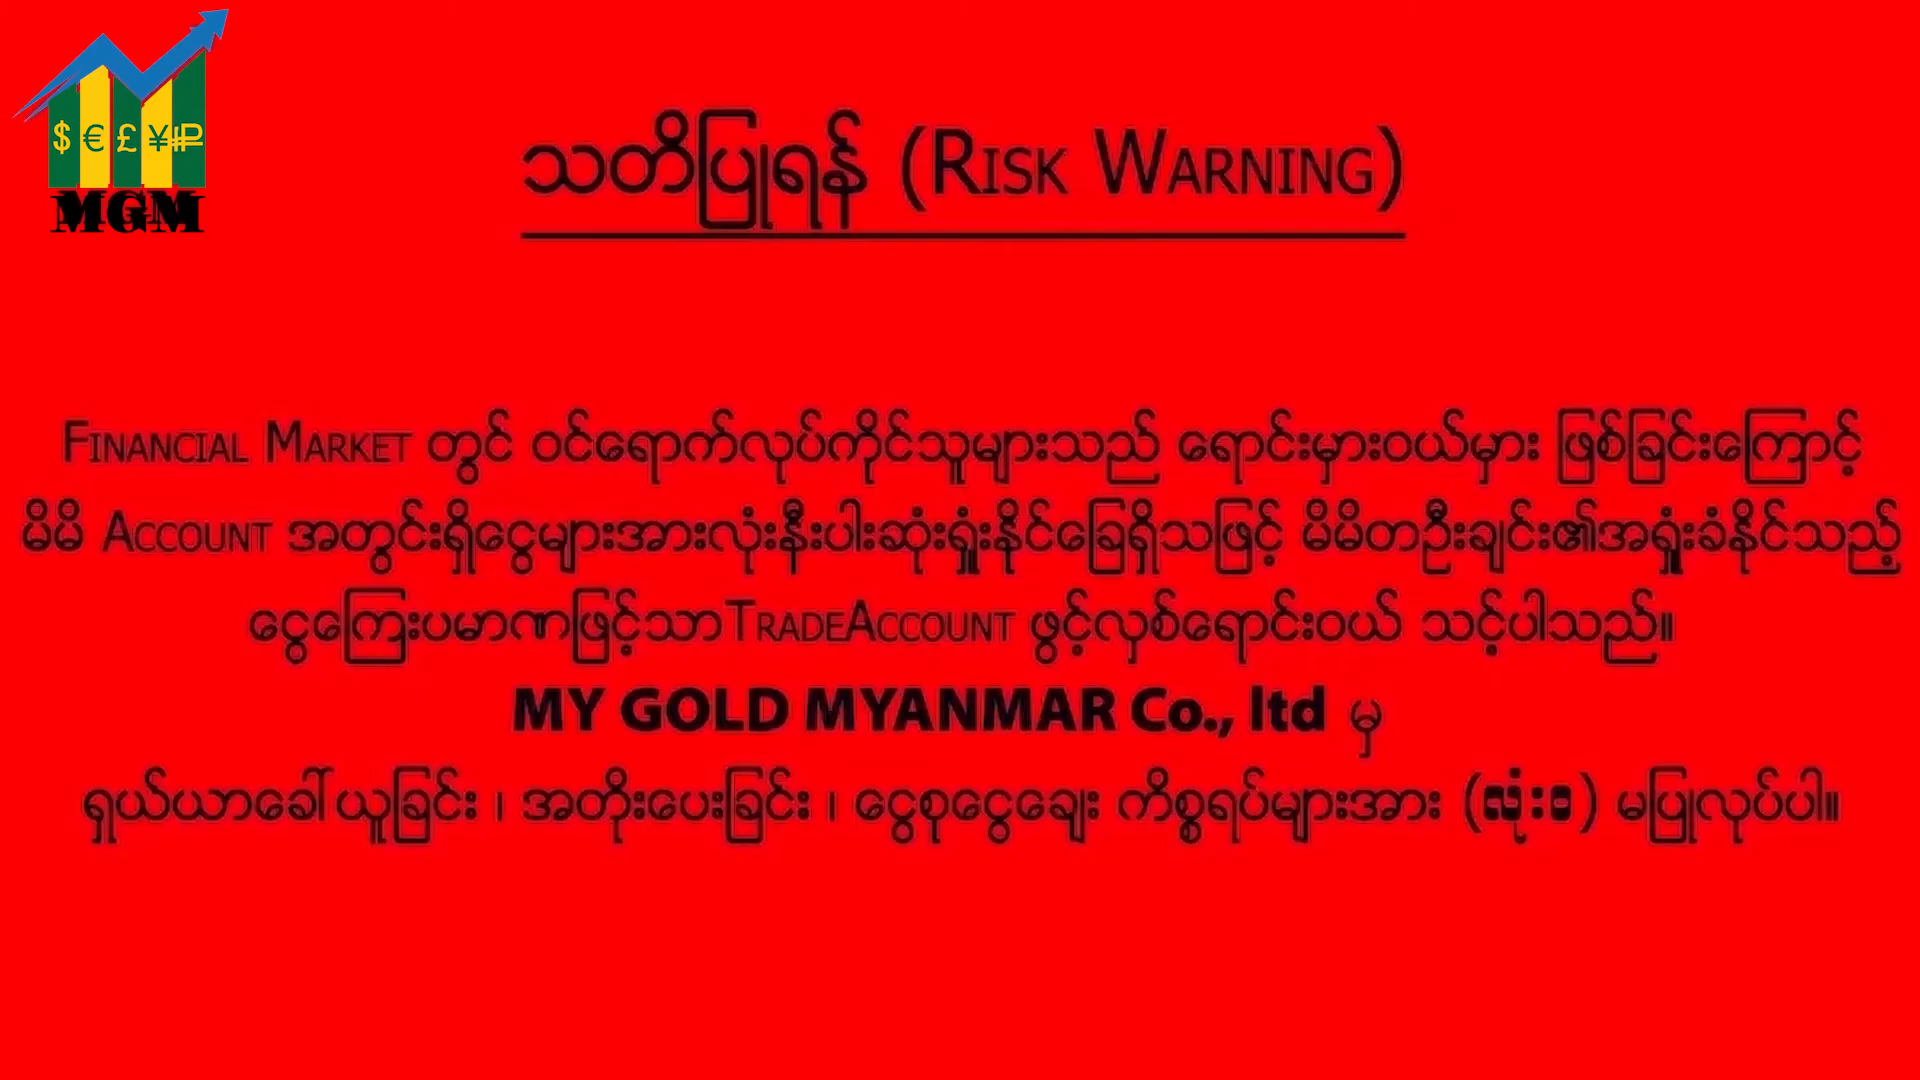 $ € £ ¥ ₽
MGM
သတိပြုရန် (Risk Warning)
Financial Market တွင် ဝင်ရောက်လုပ်ကိုင်သူများသည် ရောင်းမှားဝယ်မှား ဖြစ်ခြင်းကြောင့်
မိမိ Account အတွင်းရှိငွေများအားလုံးနီးပါးဆုံးရှုံးနိုင်ခြေရှိသဖြင့် မိမိတဦးချင်း၏အရှုံးခံနိုင်သည့်
ငွေကြေးပမာဏဖြင့်သာTradeAccount ဖွင့်လှစ်ရောင်းဝယ် သင့်ပါသည်။
MY GOLD MYANMAR Co., ltd မှ
ရှယ်ယာခေါ်ယူခြင်း ၊ အတိုးပေးခြင်း ၊ ငွေစုငွေချေး ကိစ္စရပ်များအား (လုံးဝ) မပြုလုပ်ပါ။